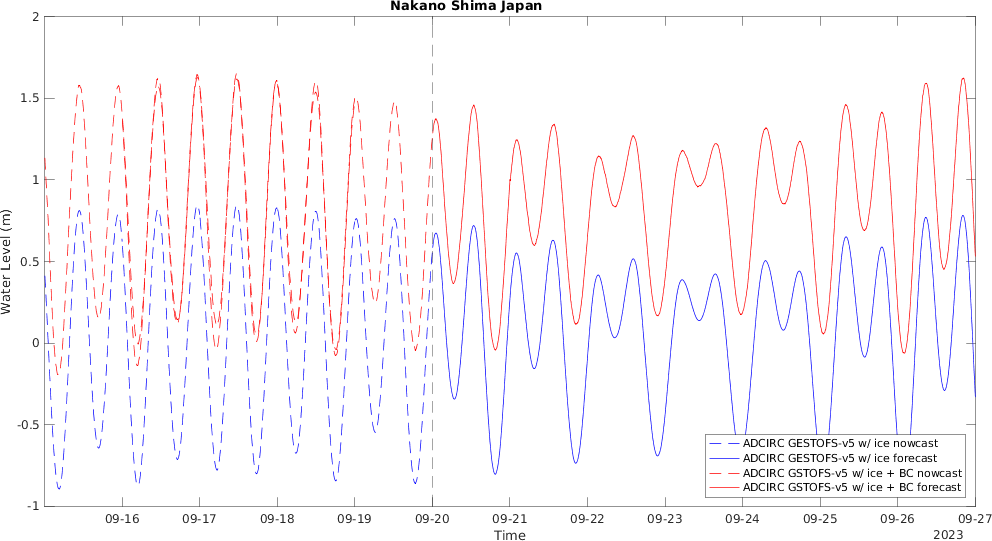 Nakano Shima Japan
2
1.5
1
0.5
0
-0.5
-1
Water Level (m)
ADCIRC GESTOFS-v5 w/ ice nowcast
ADCIRC GESTOFS-v5 w/ ice forecast
ADCIRC GSTOFS-v5 w/ ice + BC nowcast
ADCIRC GSTOFS-v5 w/ ice + BC forecast
09-16 09-17 09-18 09-19 09-20 09-21 09-22 09-23 09-24 09-25 09-26 09-27
Time
2023